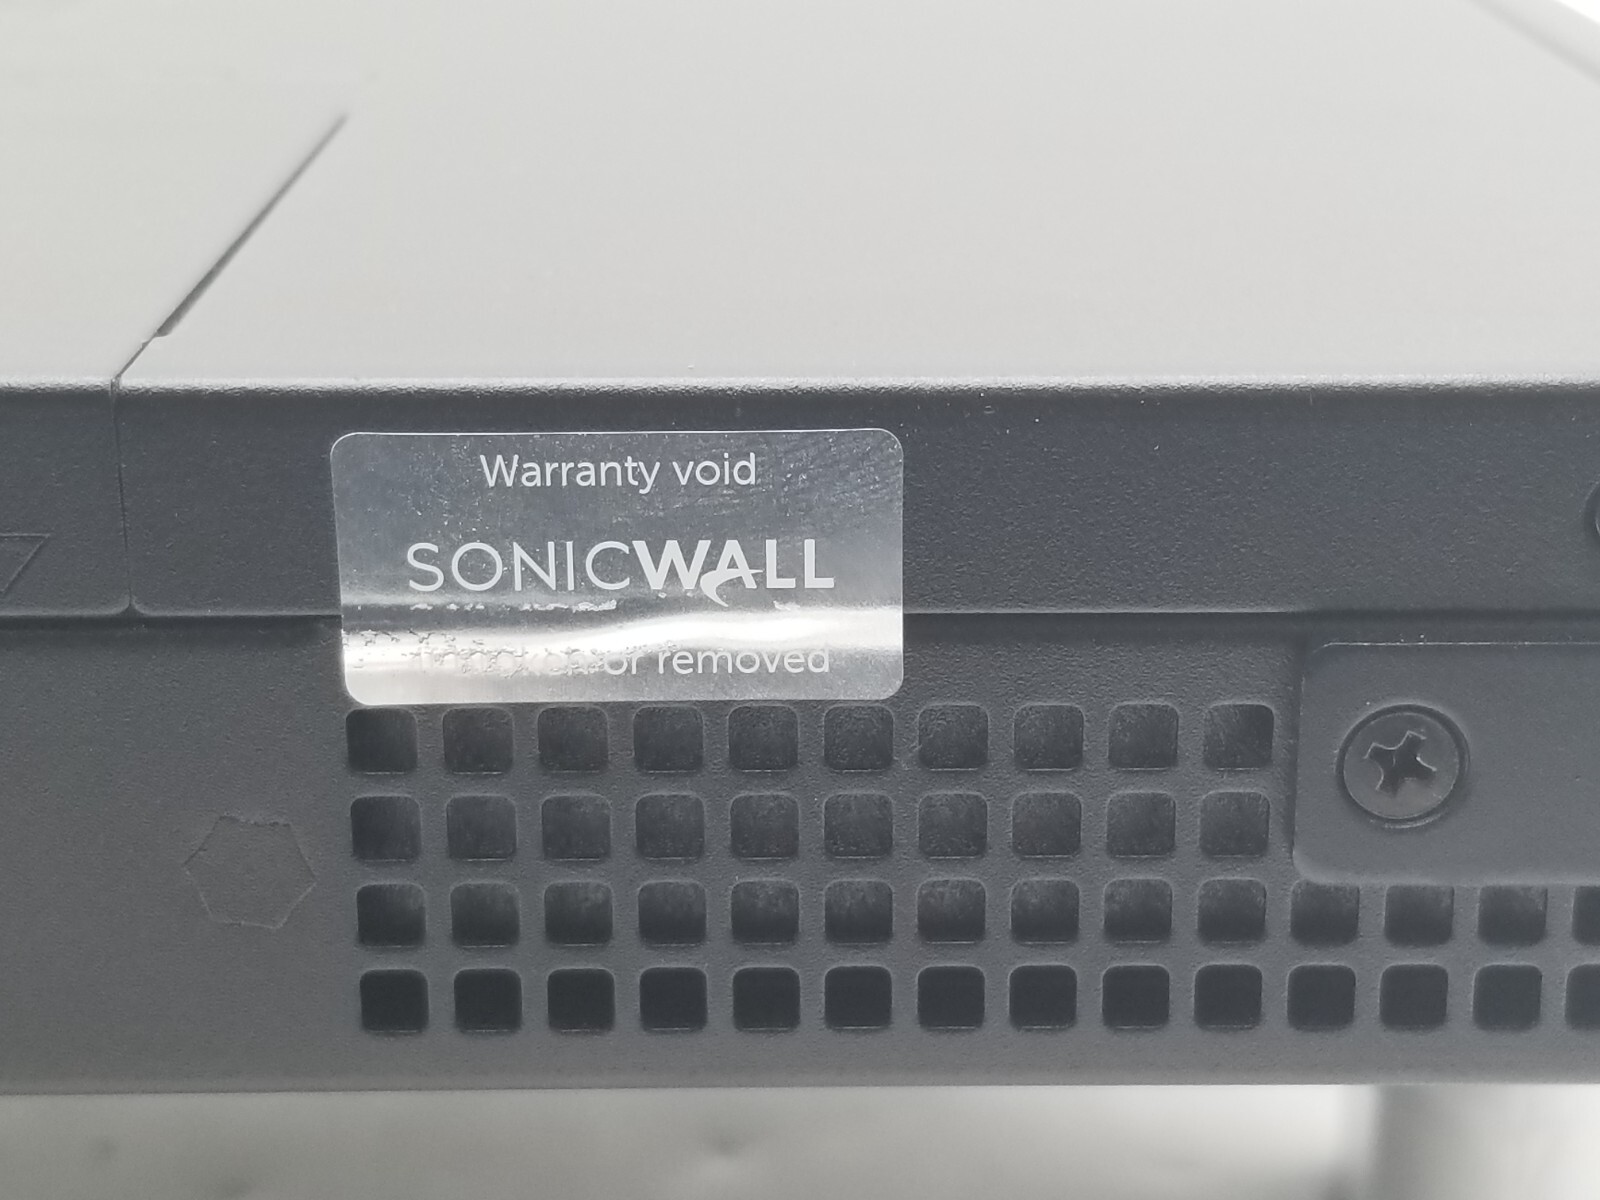 Warranty void
SONICWALL
or removed